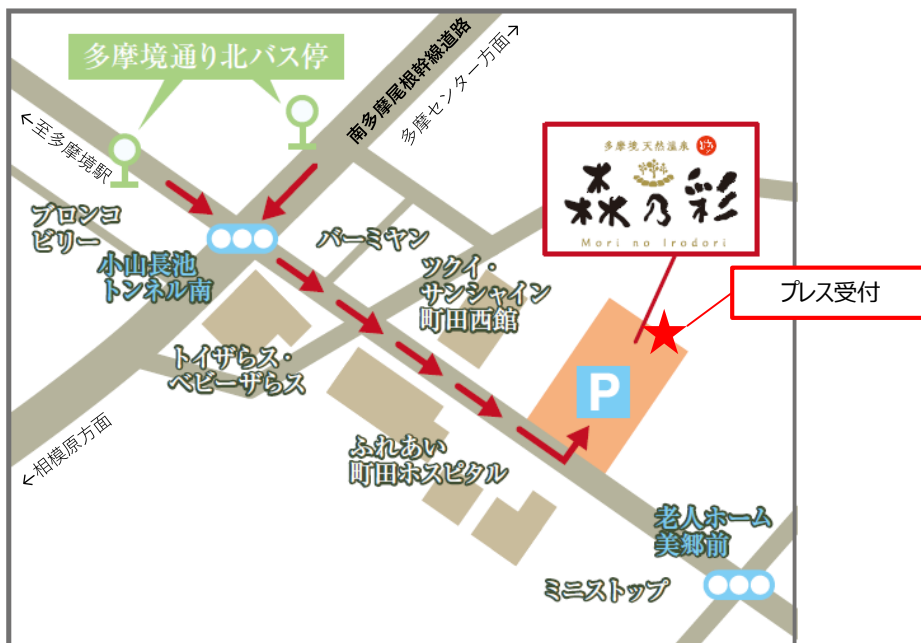 多摩境通り北バス停
南多摩尾根幹線道路
多摩センター方面→
←至多摩境駅
多摩境天然温泉
森乃彩
Mori no Irodori
ブロンコ
ビリー
バーミヤン
小山長池
トンネル南
ツクイ・
サンシャイン
町田西館
プレス受付
トイザらス・
ベビーザらス
P
←相模原方面
ふれあい
町田ホスピタル
老人ホーム
美郷前
ミニストップ